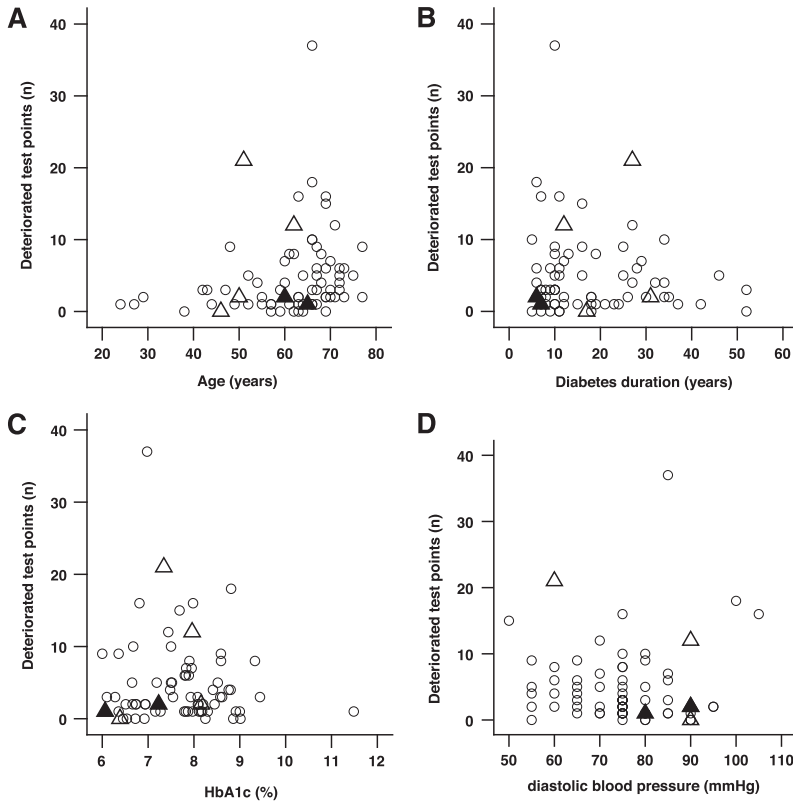 A
B
40
30
20
10
0
Deteriorated test points (n)
20 30 40 50 60 70 80
Age (years)
40
30
20
10
0
Deteriorated test points (n)
0 10 20 30 40 50 60
Diabetes duration (years)
C
D
40
30
20
10
0
Deteriorated test points (n)
6 7 8 9 10 11 12
HbA1c (%)
40
30
20
10
0
Deteriorated test points (n)
50 60 70 80 90 100 110
diastolic blood pressure (mmHg)